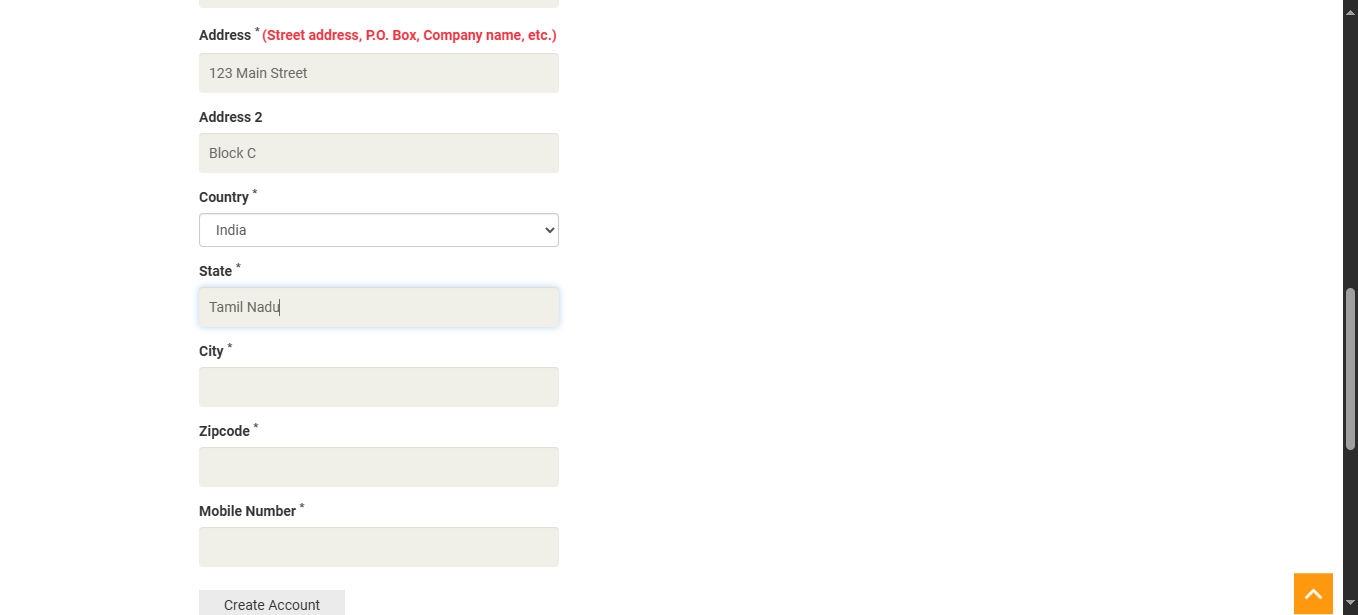 Address * (Street address, P.O. Box, Company name, etc.)
123 Main Street
Address 2
Block C
Country *
India
State *
Tamil Nadu
City *
Zipcode *
Mobile Number *
Create Account